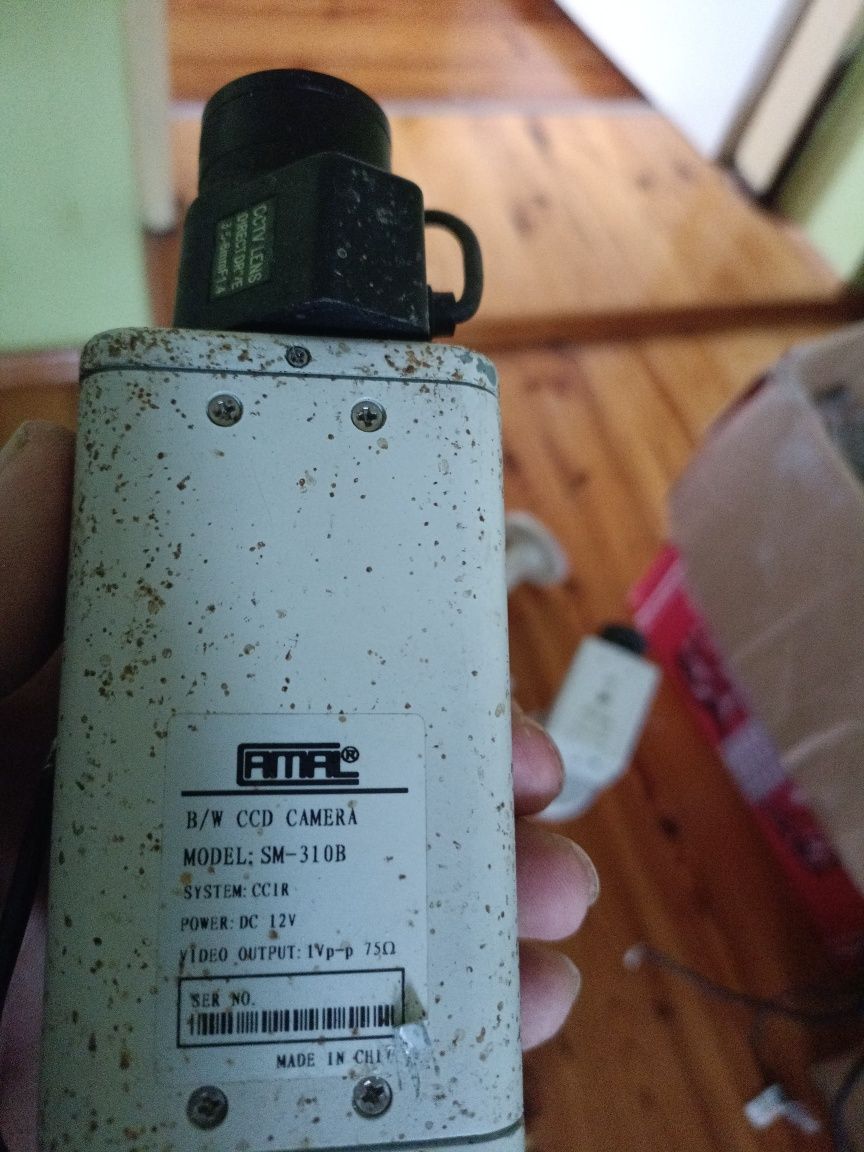 CCTV LENS
CAMAL®
B/W CCD CAMERA
MODEL: SM-310B
SYSTEM: CCIR
POWER: DC 12V
VIDEO OUTPUT: 1Vp-p 75Ω
SER NO.
MADE IN